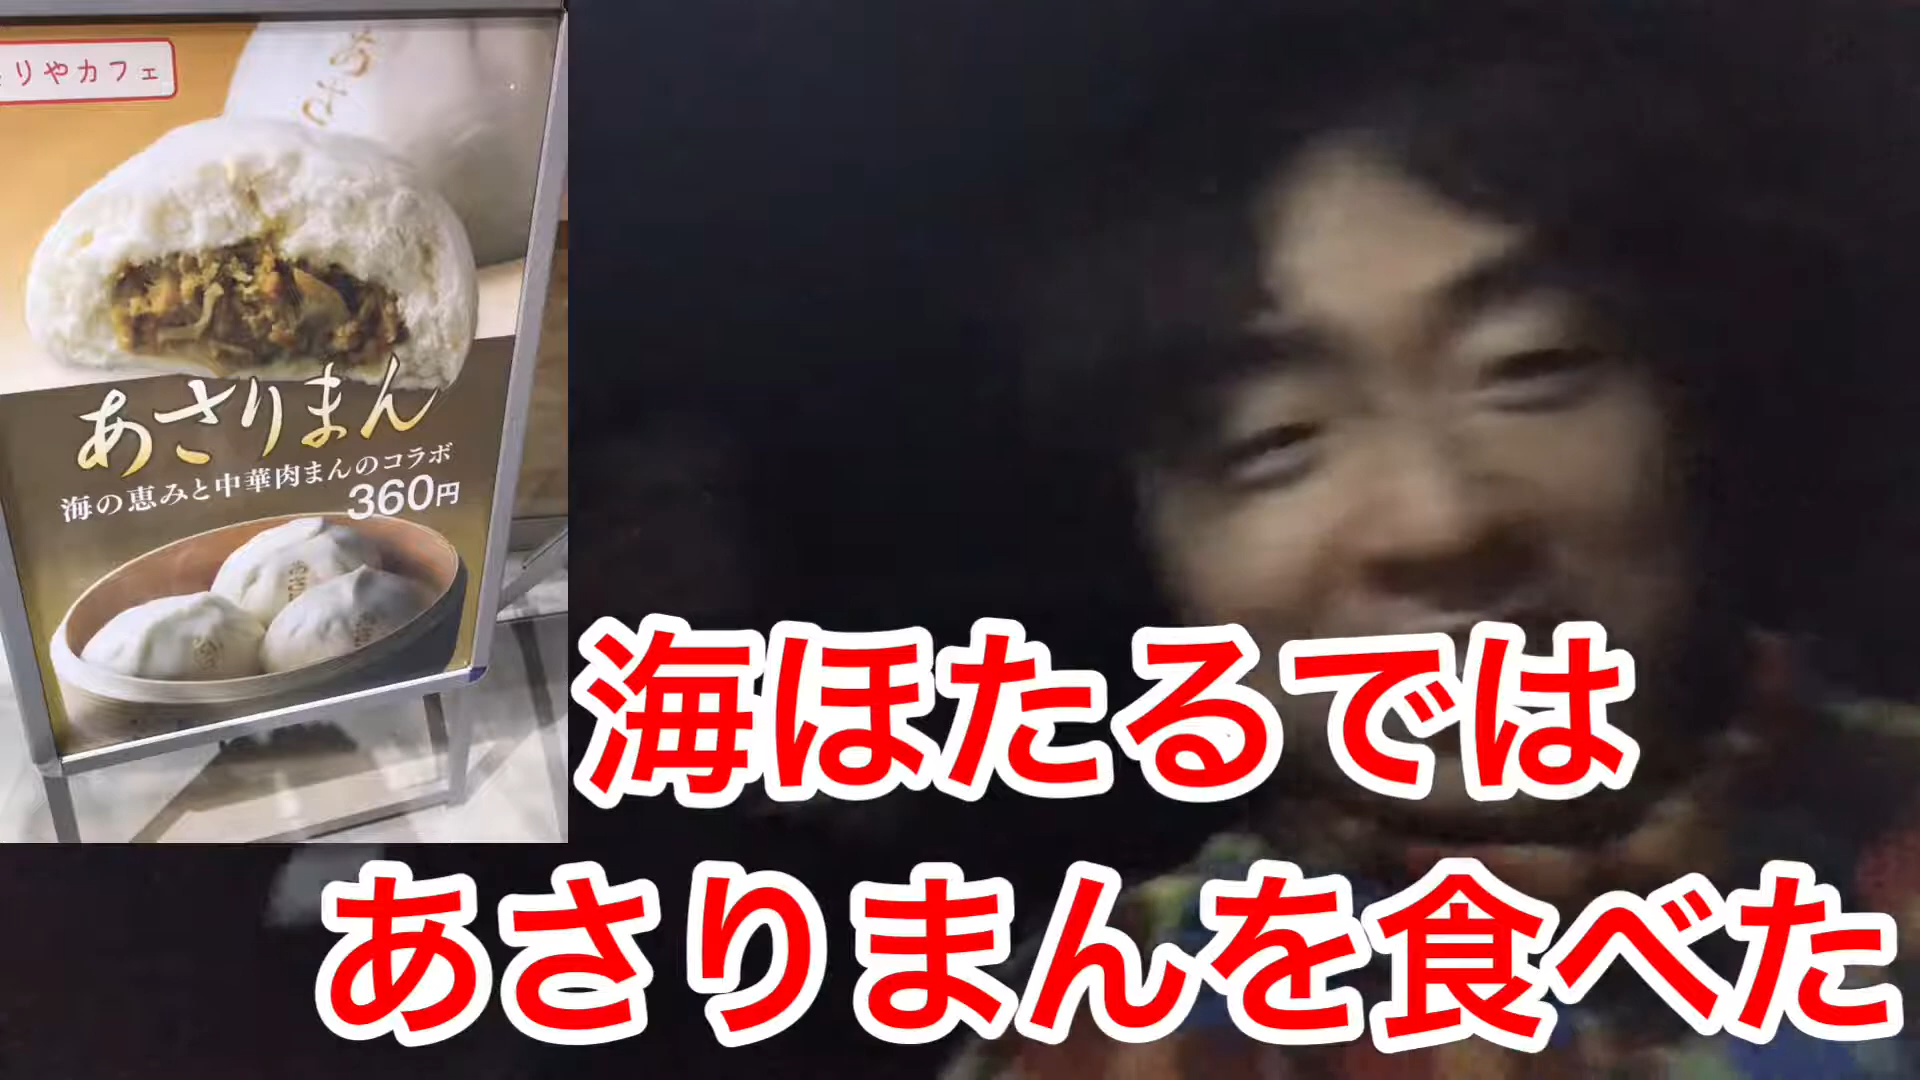 りやカフェ
あさ
あさりまん
海の恵みと中華肉まんのコラボ
360円
海ほたるでは
あさりまんを食べた